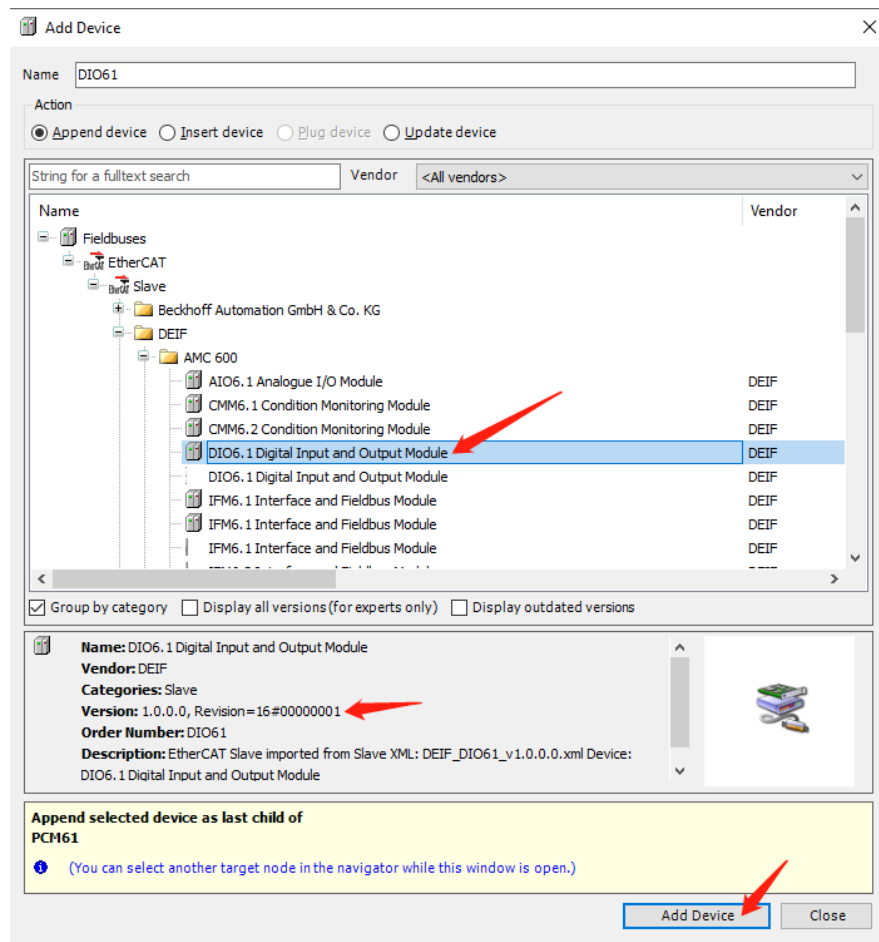 Add Device
Name DIO61
Action
Append device Insert device Plug device Update device
String for a fulltext search Vendor <All vendors>
Name Vendor
Fieldbuses
EtherCAT
Slave
Beckhoff Automation GmbH & Co. KG
DEIF
AMC 600
AIO6.1 Analogue I/O Module DEIF
CMM6.1 Condition Monitoring Module DEIF
CMM6.2 Condition Monitoring Module DEIF
DIO6.1 Digital Input and Output Module DEIF
DIO6.1 Digital Input and Output Module DEIF
IFM6.1 Interface and Fieldbus Module DEIF
IFM6.1 Interface and Fieldbus Module DEIF
IFM6.1 Interface and Fieldbus Module DEIF
Group by category Display all versions (for experts only) Display outdated versions
Name: DIO6.1 Digital Input and Output Module
Vendor: DEIF
Categories: Slave
Version: 1.0.0.0, Revision=16#00000001
Order Number: DIO61
Description: EtherCAT Slave imported from Slave XML: DEIF_DIO61_v1.0.0.0.xml Device:
DIO6.1 Digital Input and Output Module
Append selected device as last child of
PCM61
(You can select another target node in the navigator while this window is open.)
Add Device Close